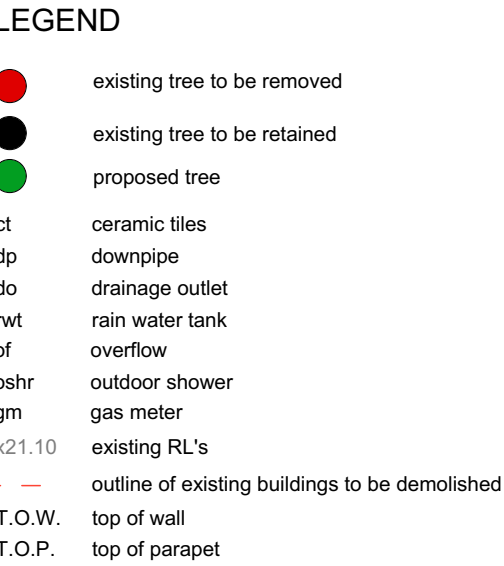 LEGEND
existing tree to be removed
existing tree to be retained
proposed tree
ct ceramic tiles
dp downpipe
do drainage outlet
rwt rain water tank
of overflow
oshr outdoor shower
gm gas meter
x21.10 existing RL's
outline of existing buildings to be demolished
T.O.W. top of wall
T.O.P. top of parapet